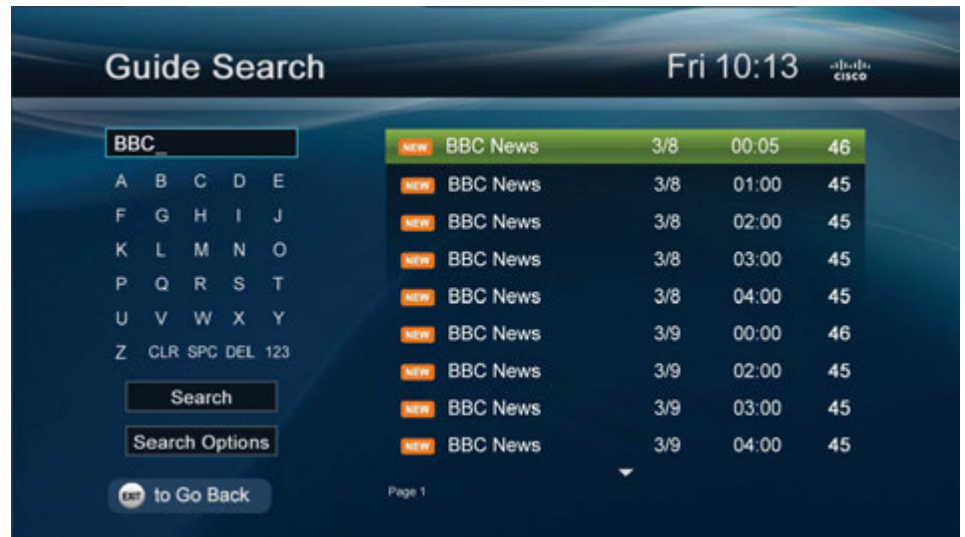 Guide Search
Fri 10:13
CISCO
BBC_
A B C D E
F G H I J
K L M N O
P Q R S T
U V W X Y
Z CLR SPC DEL 123
Search
Search Options
EXIT to Go Back
NEW BBC News 3/8 00:05 46
NEW BBC News 3/8 01:00 45
NEW BBC News 3/8 02:00 45
NEW BBC News 3/8 03:00 45
NEW BBC News 3/8 04:00 45
NEW BBC News 3/9 00:00 46
NEW BBC News 3/9 02:00 45
NEW BBC News 3/9 03:00 45
NEW BBC News 3/9 04:00 45
Page 1